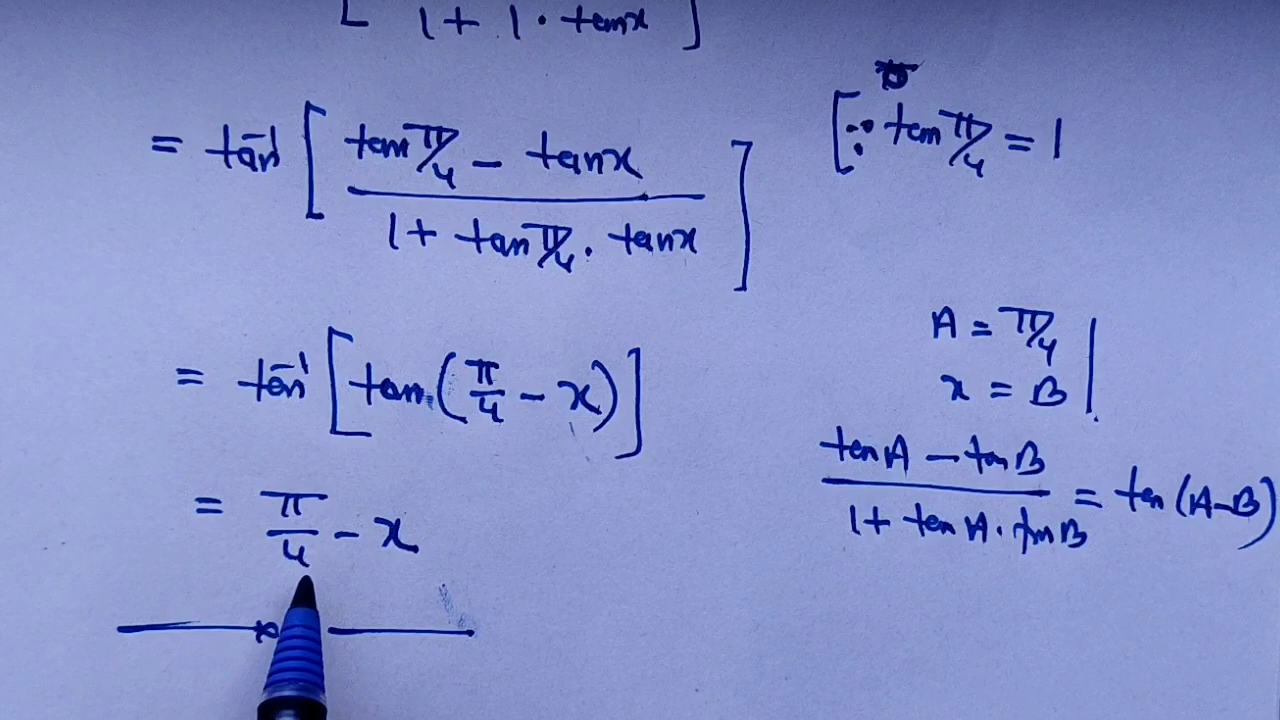 [ 1 + 1 · tanx ]
= tan⁻¹ [ tan π/4 − tanx
1 + tan π/4 · tanx ]
[∵ tan π/4 = 1
= tan⁻¹ [ tan ( π/4 − x ) ]
= π/4 − x
A = π/4
x = B
tanA − tanB
1 + tanA · tanB = tan (A−B)